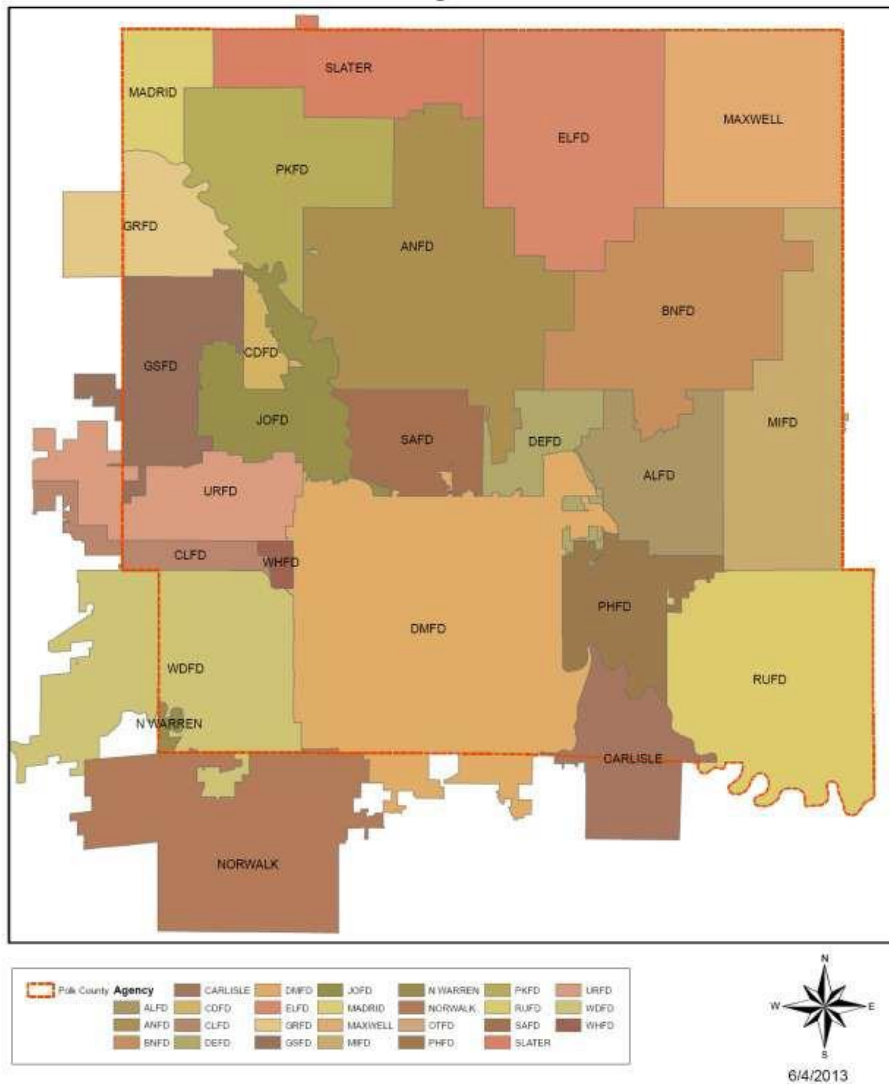 SLATER
MADRID
MAXWELL
ELFD
PKFD
GRFD
ANFD
BNFD
CDFD
GSFD
JOFD
MIFD
SAFD
DEFD
ALFD
URFD
CLFD
WHFD
PHFD
DMFD
WDFD
RUFD
N WARREN
CARLISLE
NORWALK
Polk County Agency CARLISLE DMFD JOFD N WARREN PKFD URFD
ALFD CDFD ELFD MADRID NORWALK RUFD WDFD
ANFD CLFD GRFD MAXWELL OTFD SAFD WHFD
BNFD DEFD GSFD MIFD PHFD SLATER
N
W E
S
6/4/2013